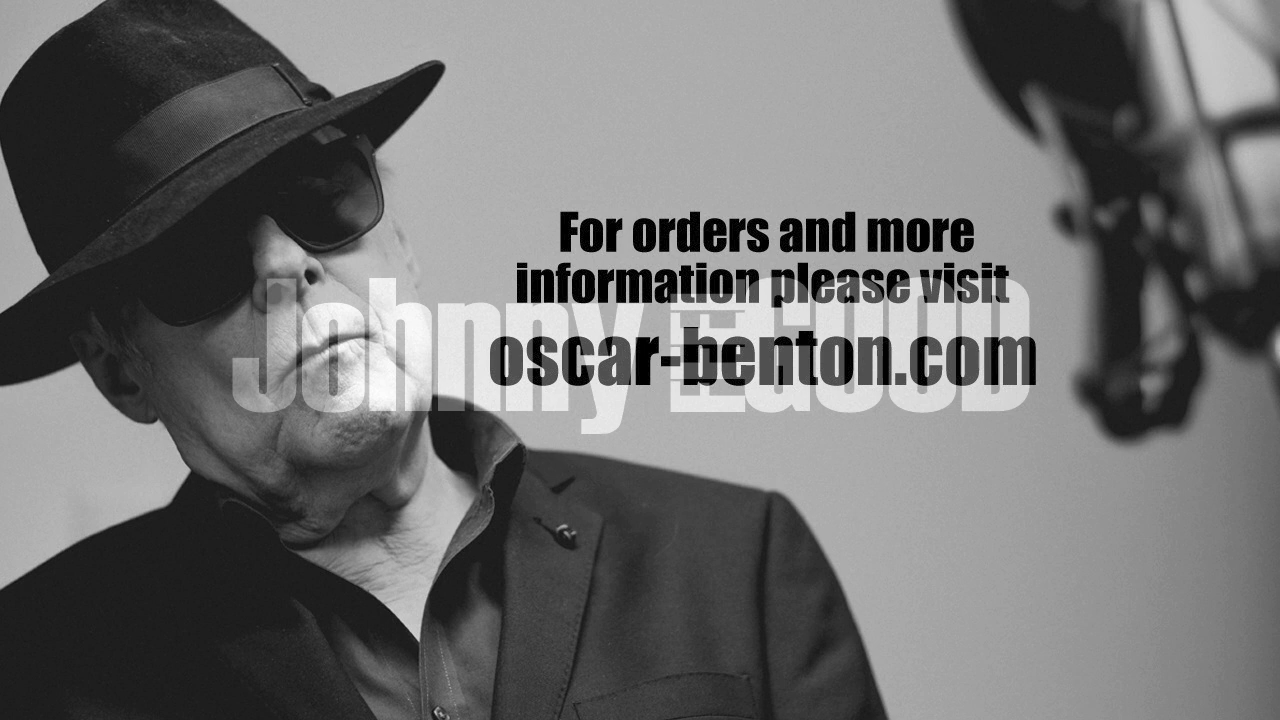 For orders and more
information please visit
Johnny GOOD
oscar-benton.com